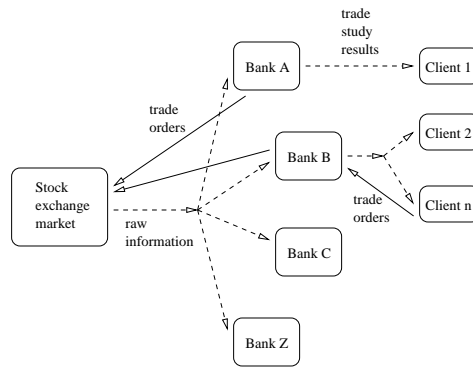 trade
study
results
Bank A
Client 1
trade
orders
Client 2
Bank B
Stock
exchange
market
Client n
raw
information
trade
orders
Bank C
Bank Z